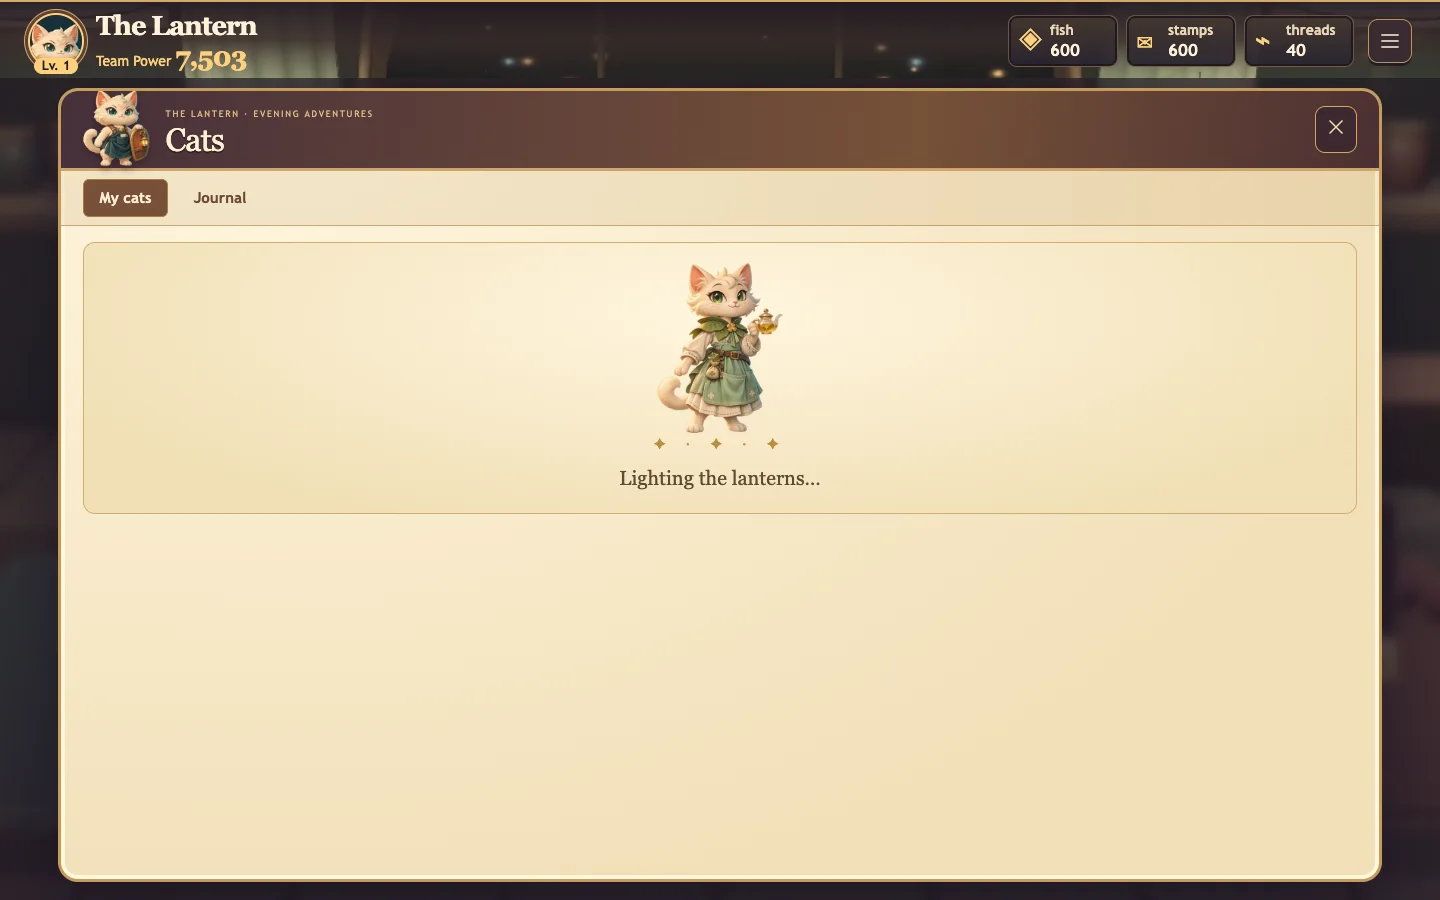 The Lantern
Lv. 1
Team Power 7,503
fish
600
stamps
600
threads
40
THE LANTERN · EVENING ADVENTURES
Cats
My cats
Journal
Lighting the lanterns...